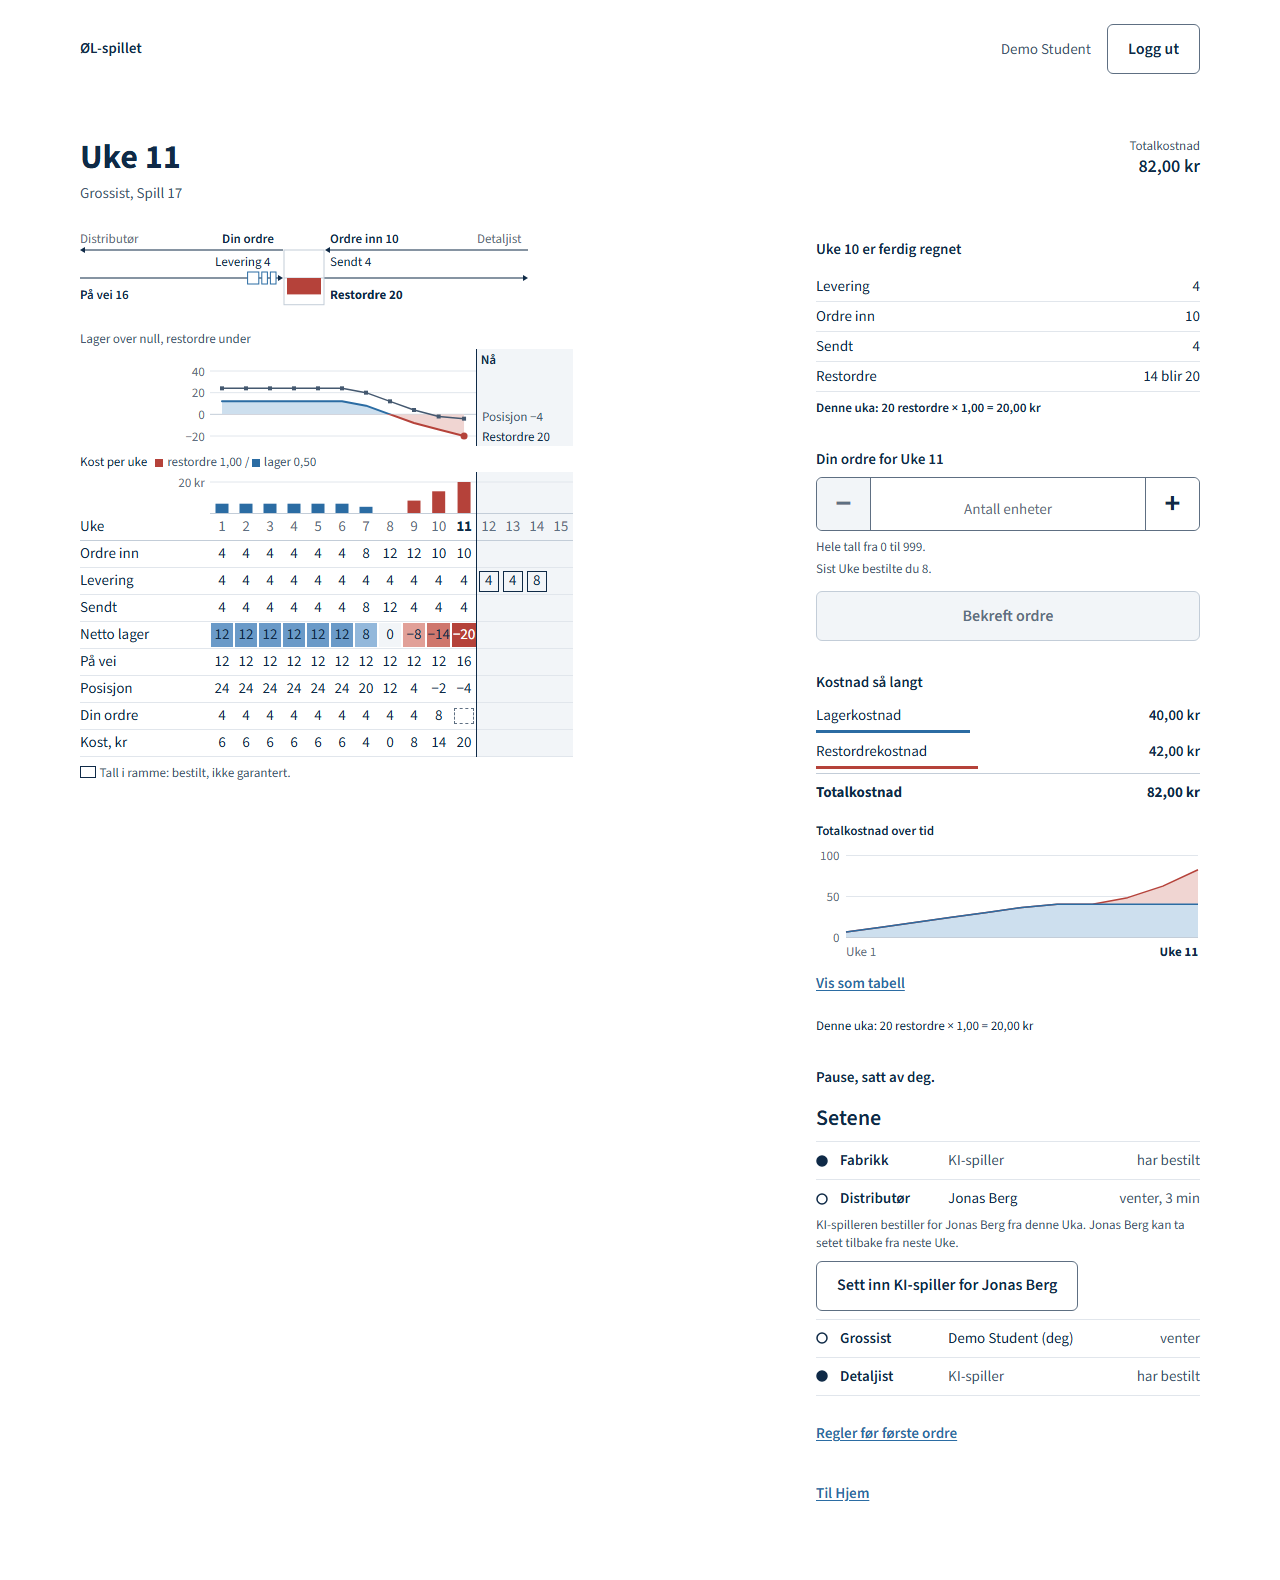 ØL-spillet
Demo Student
Logg ut
Uke 11
Grossist, Spill 17
Totalkostnad
82,00 kr
Distributør
Din ordre
Ordre inn 10
Detaljist
Levering 4
Sendt 4
På vei 16
Restordre 20
Lager over null, restordre under
Nå
40
20
0
−20
Posisjon −4
Restordre 20
Kost per uke restordre 1,00 / lager 0,50
20 kr
Uke 1 2 3 4 5 6 7 8 9 10 11 12 13 14 15
Ordre inn 4 4 4 4 4 4 8 12 12 10 10
Levering 4 4 4 4 4 4 4 4 4 4 4 4 4 8
Sendt 4 4 4 4 4 4 8 12 4 4 4
Netto lager 12 12 12 12 12 12 8 0 −8 −14 −20
På vei 12 12 12 12 12 12 12 12 12 12 16
Posisjon 24 24 24 24 24 24 20 12 4 −2 −4
Din ordre 4 4 4 4 4 4 4 4 4 8
Kost, kr 6 6 6 6 6 6 4 0 8 14 20
Tall i ramme: bestilt, ikke garantert.
Uke 10 er ferdig regnet
Levering 4
Ordre inn 10
Sendt 4
Restordre 14 blir 20
Denne uka: 20 restordre × 1,00 = 20,00 kr
Din ordre for Uke 11
− Antall enheter +
Hele tall fra 0 til 999.
Sist Uke bestilte du 8.
Bekreft ordre
Kostnad så langt
Lagerkostnad 40,00 kr
Restordrekostnad 42,00 kr
Totalkostnad 82,00 kr
Totalkostnad over tid
100
50
0
Uke 1 Uke 11
Vis som tabell
Denne uka: 20 restordre × 1,00 = 20,00 kr
Pause, satt av deg.
Setene
Fabrikk KI-spiller har bestilt
Distributør Jonas Berg venter, 3 min
KI-spilleren bestiller for Jonas Berg fra denne Uka. Jonas Berg kan ta
setet tilbake fra neste Uke.
Sett inn KI-spiller for Jonas Berg
Grossist Demo Student (deg) venter
Detaljist KI-spiller har bestilt
Regler før første ordre
Til Hjem